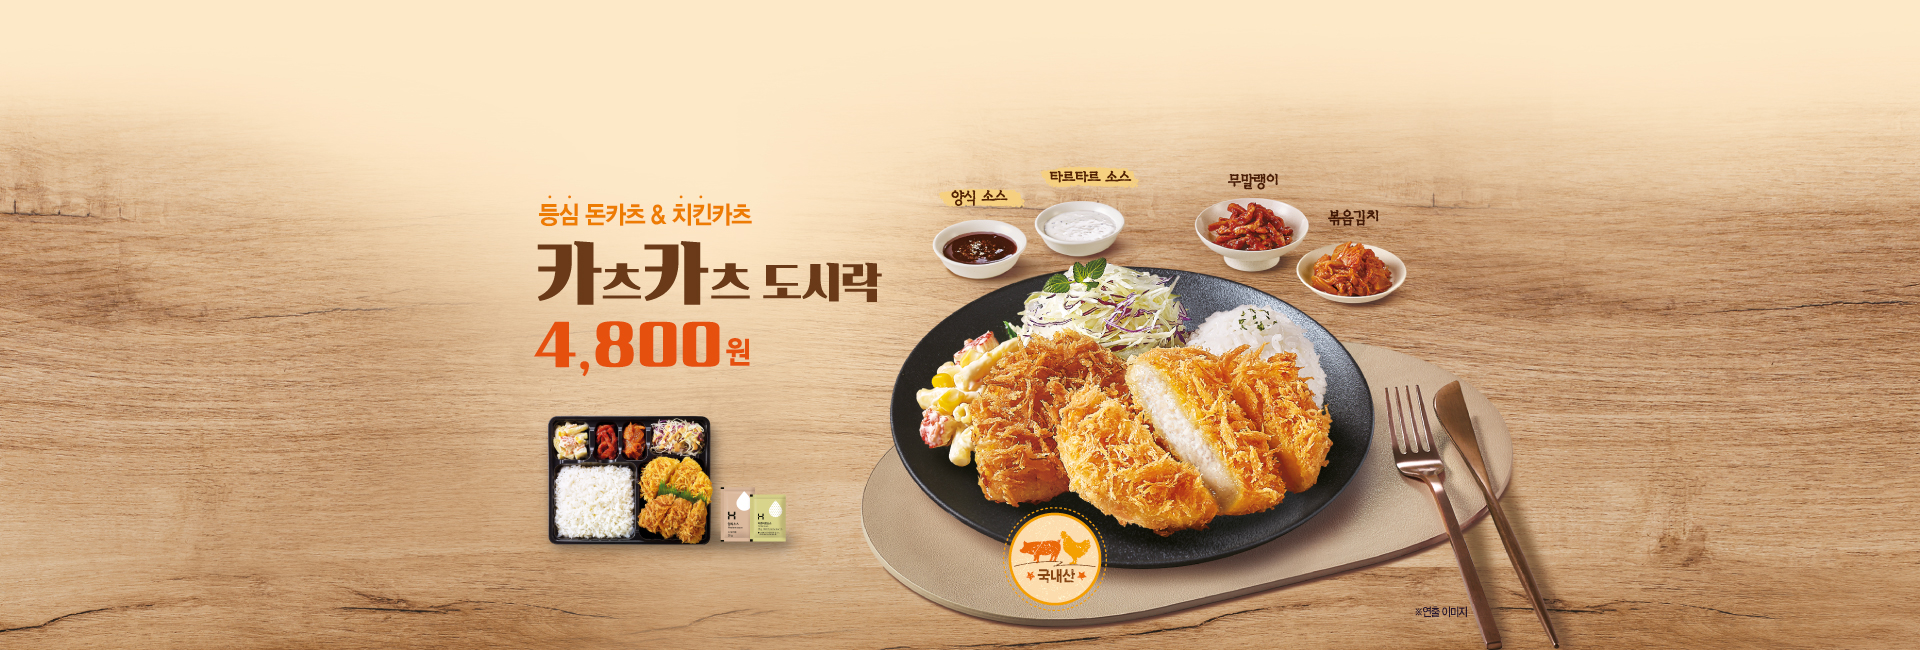 등심 돈카츠 & 치킨카츠
카츠카츠 도시락
4,800원
양식 소스
타르타르 소스
무말랭이
볶음김치
H
H
국내산
※연출 이미지